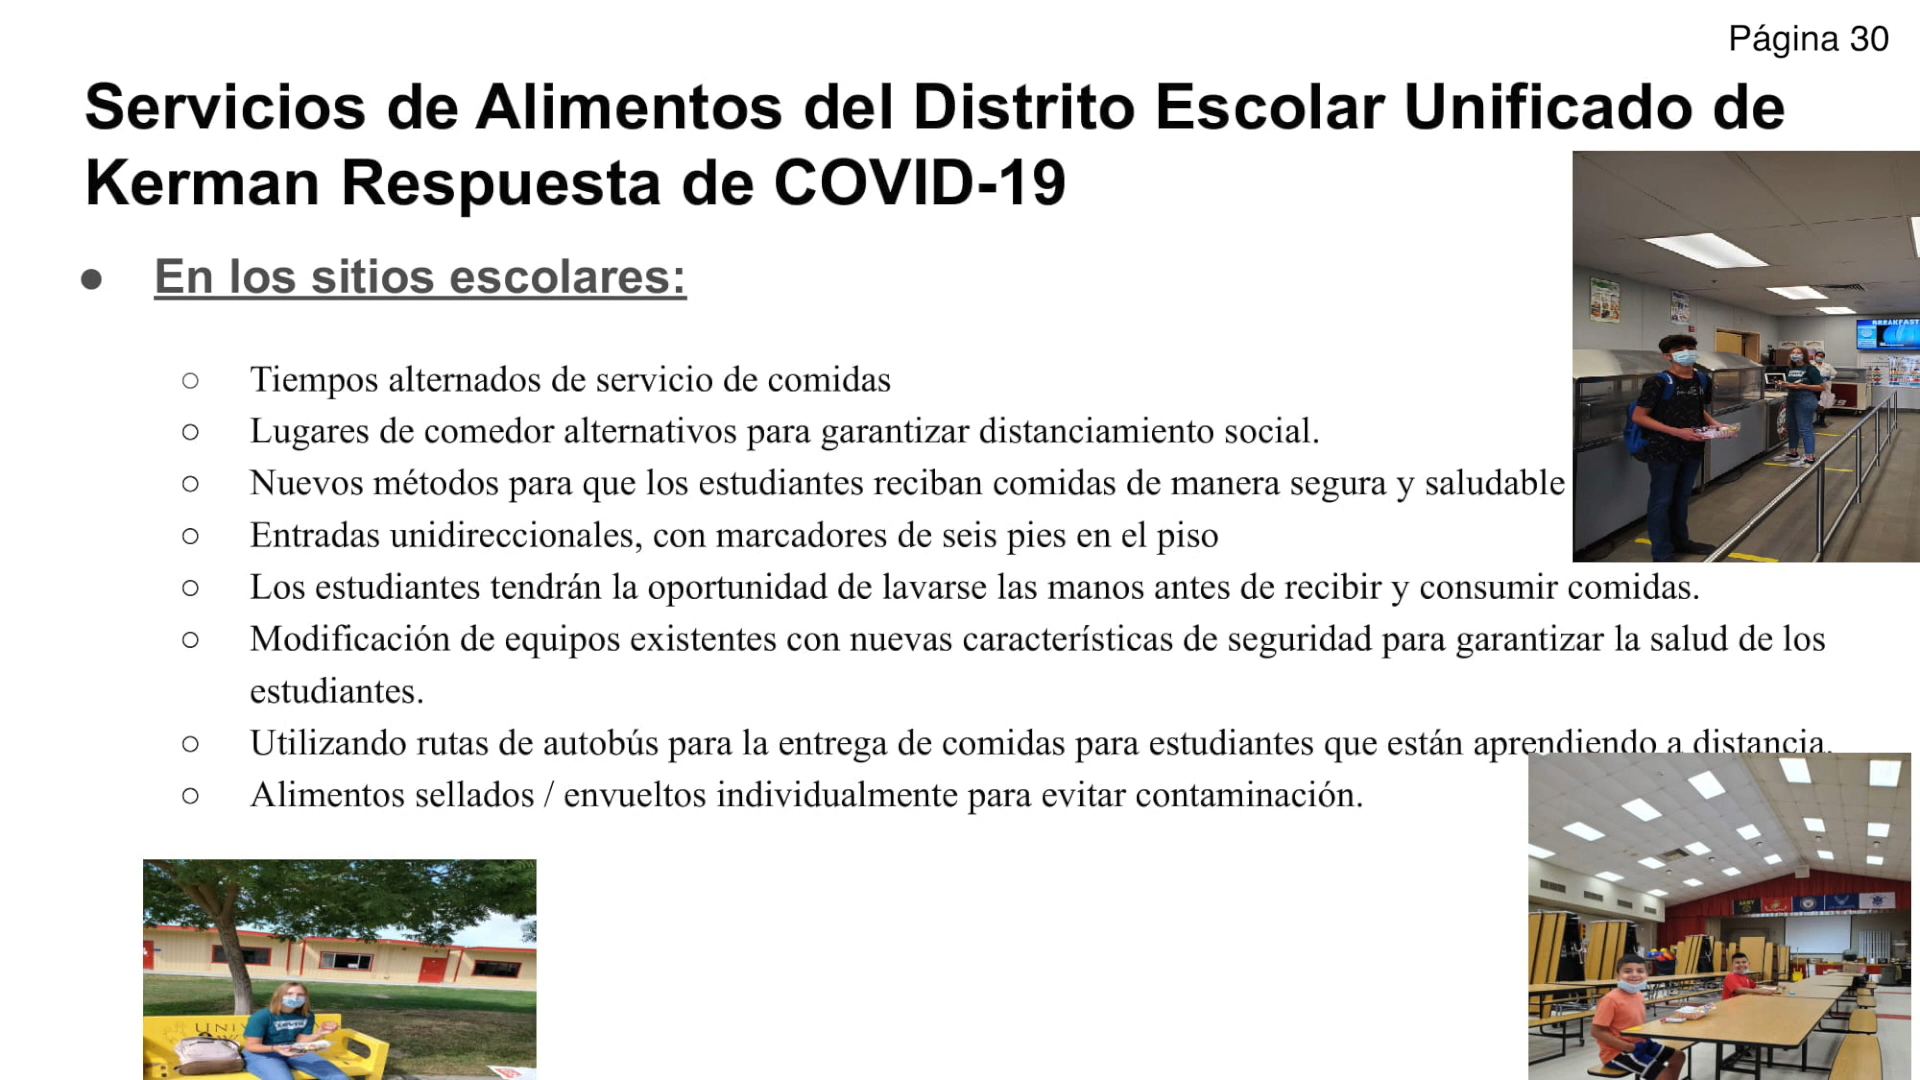 Página 30
Servicios de Alimentos del Distrito Escolar Unificado de
Kerman Respuesta de COVID-19
● En los sitios escolares:
○ Tiempos alternados de servicio de comidas
○ Lugares de comedor alternativos para garantizar distanciamiento social.
○ Nuevos métodos para que los estudiantes reciban comidas de manera segura y saludable
○ Entradas unidireccionales, con marcadores de seis pies en el piso
○ Los estudiantes tendrán la oportunidad de lavarse las manos antes de recibir y consumir comidas.
○ Modificación de equipos existentes con nuevas características de seguridad para garantizar la salud de los
estudiantes.
○ Utilizando rutas de autobús para la entrega de comidas para estudiantes que están aprendiendo a distancia.
○ Alimentos sellados / envueltos individualmente para evitar contaminación.
BREAKFAST
ARMY